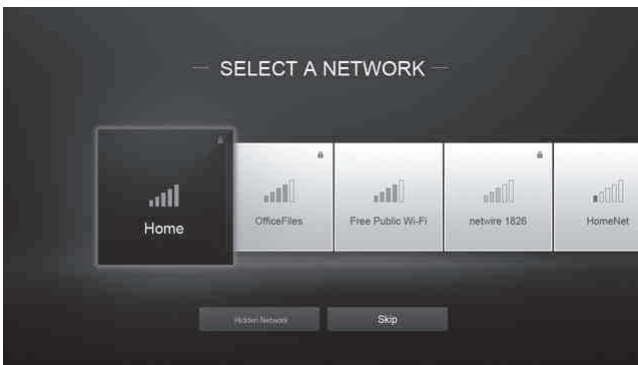 SELECT A NETWORK
Home
OfficeFiles
Free Public Wi-Fi
netwire 1826
HomeNet
Hidden Network
Skip